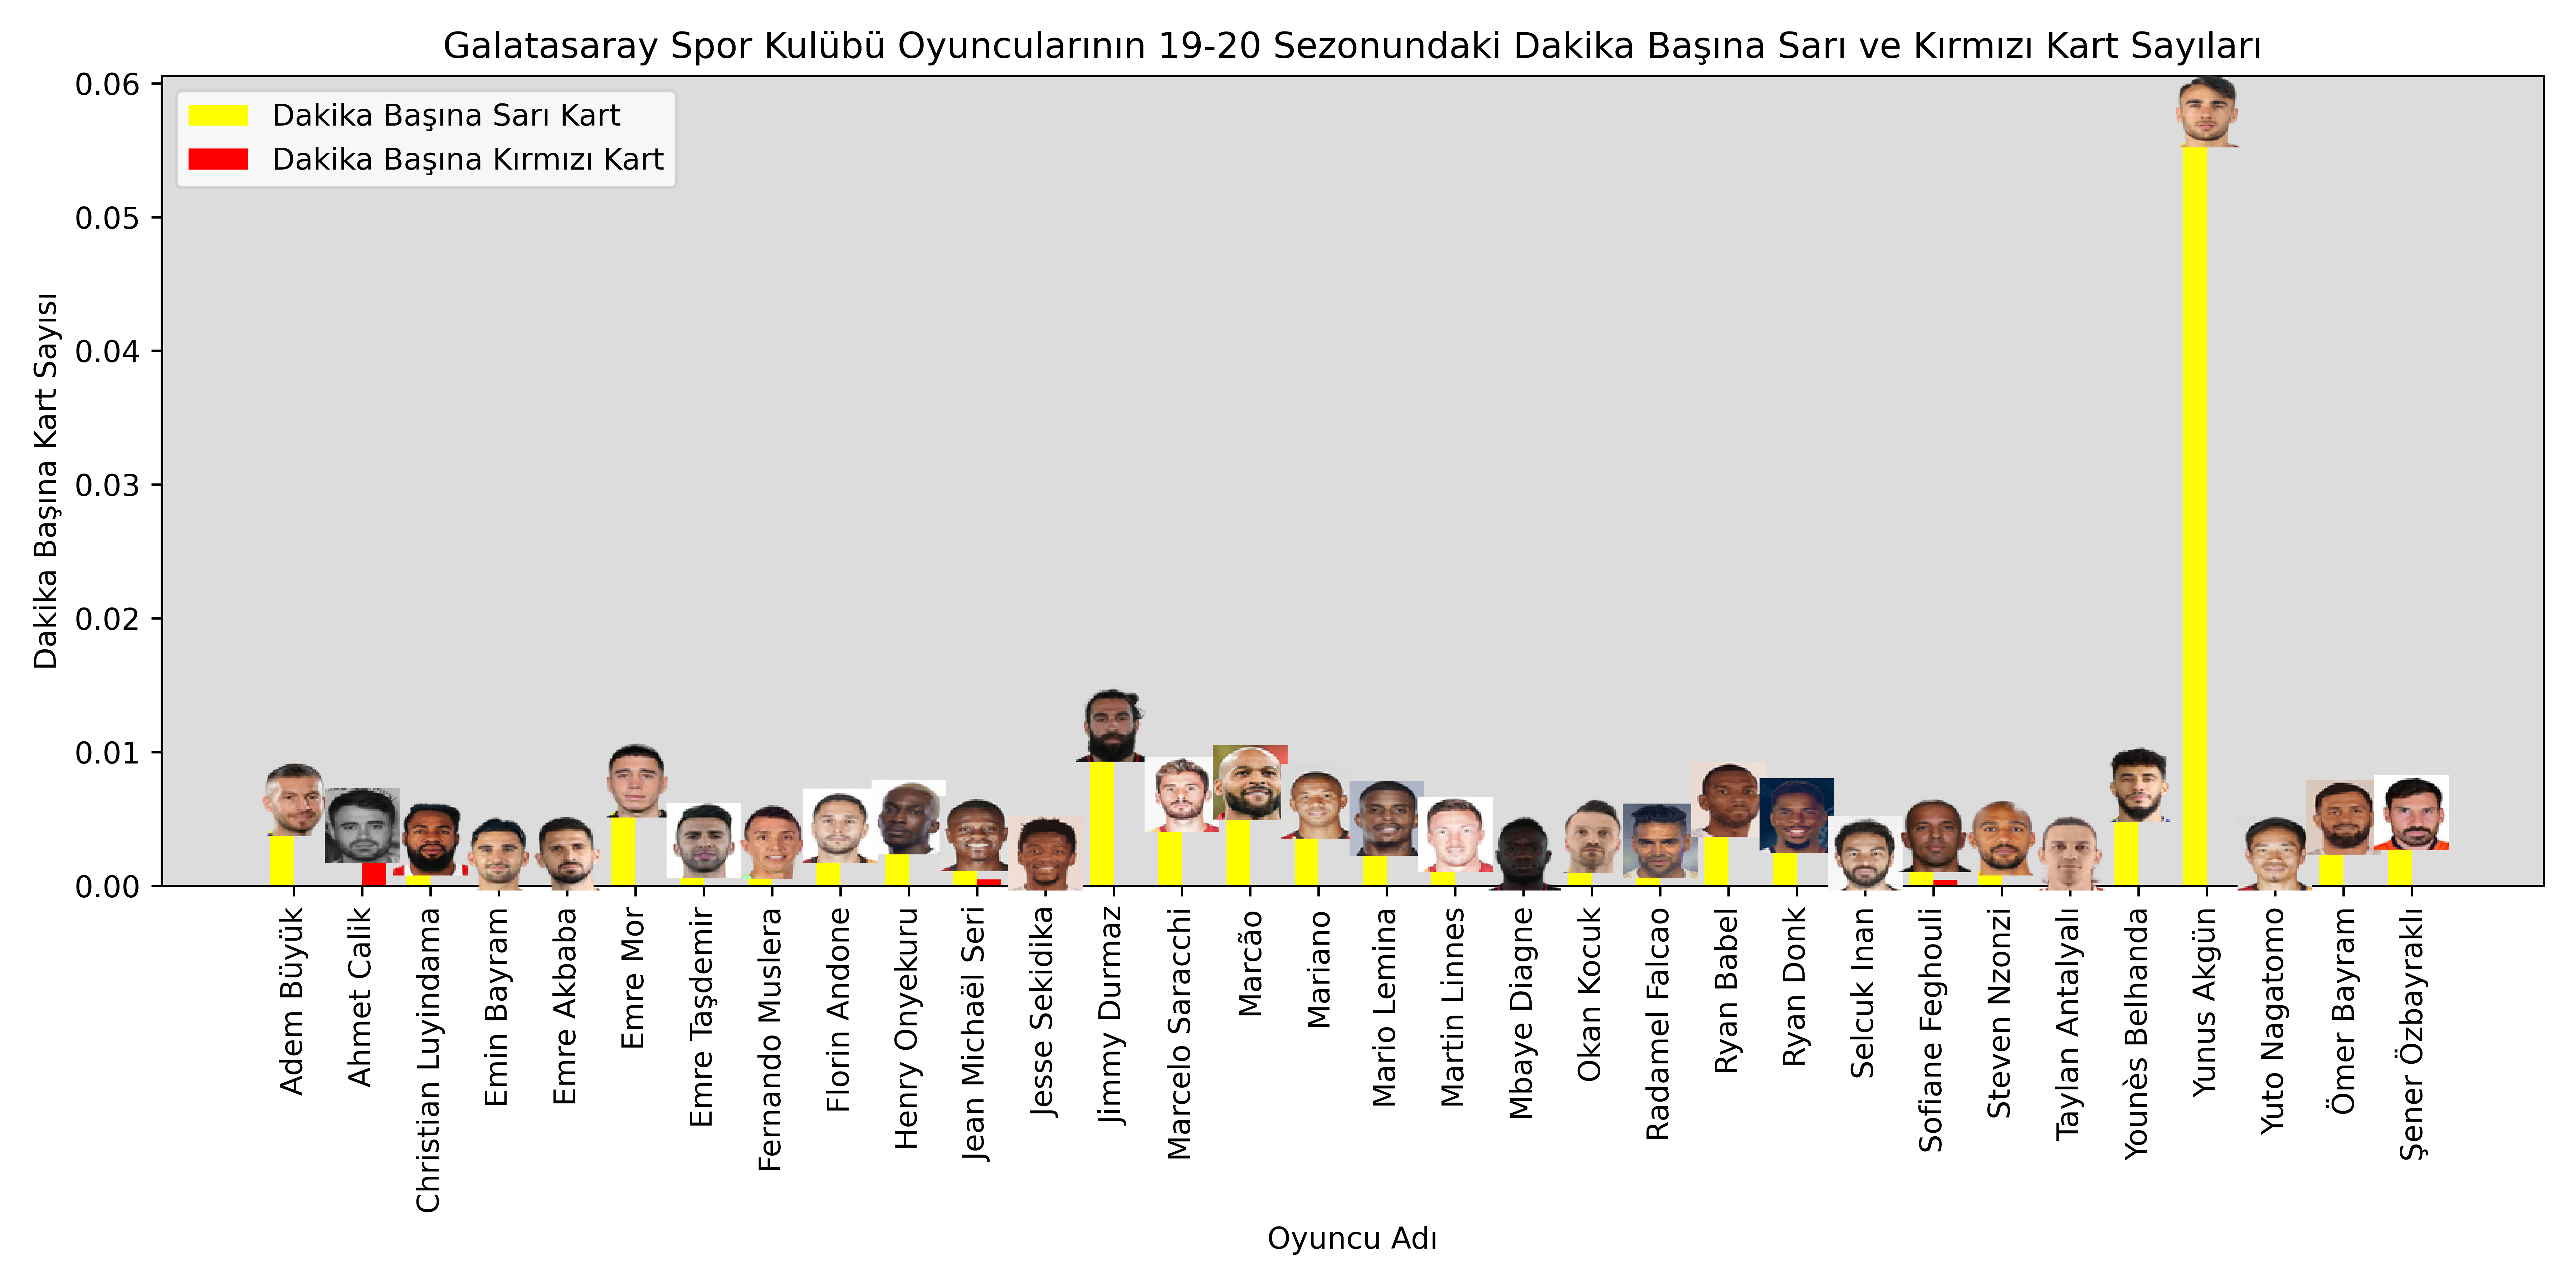 Galatasaray Spor Kulübü Oyuncularının 19-20 Sezonundaki Dakika Başına Sarı ve Kırmızı Kart Sayıları
Dakika Başına Sarı Kart
Dakika Başına Kırmızı Kart
Dakika Başına Kart Sayısı
0.06
0.05
0.04
0.03
0.02
0.01
0.00
Adem Büyük
Ahmet Calik
Christian Luyindama
Emin Bayram
Emre Akbaba
Emre Mor
Emre Taşdemir
Fernando Muslera
Florin Andone
Henry Onyekuru
Jean Michaël Seri
Jesse Sekidika
Jimmy Durmaz
Marcelo Saracchi
Marcão
Mariano
Mario Lemina
Martin Linnes
Mbaye Diagne
Okan Kocuk
Radamel Falcao
Ryan Babel
Ryan Donk
Selcuk Inan
Sofiane Feghouli
Steven Nzonzi
Taylan Antalyalı
Younès Belhanda
Yunus Akgün
Yuto Nagatomo
Ömer Bayram
Şener Özbayraklı
Oyuncu Adı